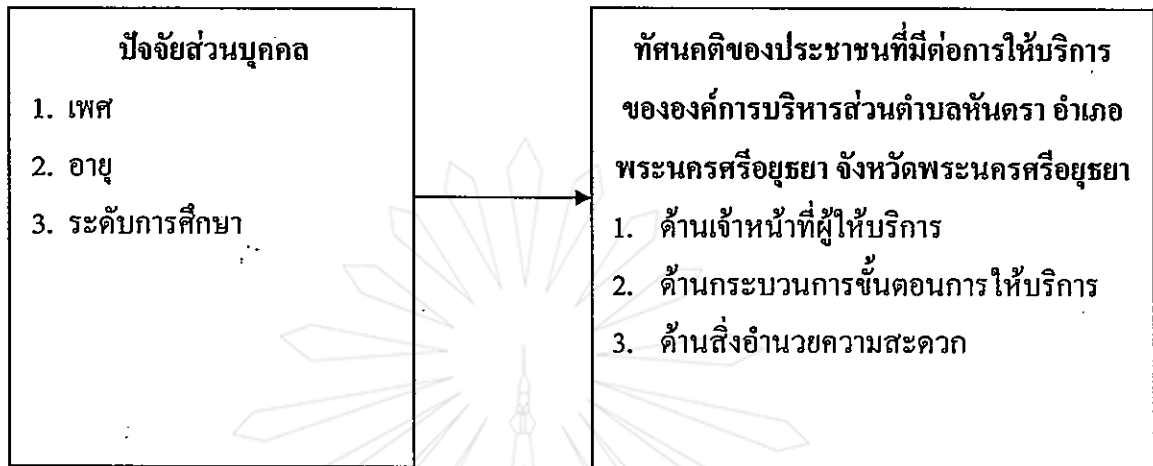 ปัจจัยส่วนบุคคล
1. เพศ
2. อายุ
3. ระดับการศึกษา
ทัศนคติของประชาชนที่มีต่อการให้บริการ
ขององค์การบริหารส่วนตำบลหันตรา อำเภอ
พระนครศรีอยุธยา จังหวัดพระนครศรีอยุธยา
1. ด้านเจ้าหน้าที่ผู้ให้บริการ
2. ด้านกระบวนการขั้นตอนการให้บริการ
3. ด้านสิ่งอำนวยความสะดวก